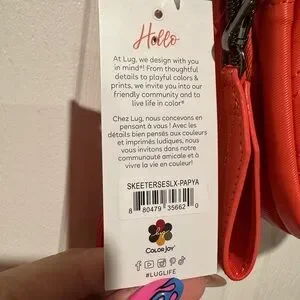 Hello
At Lug, we design with you
in mind®! From thoughtful
details to playful colors &
prints, we invite you into our
friendly community and to
live life in color®
Chez Lug, nous concevons en
pensant à vous ! Avec les
détails bien pensés aux couleurs
et imprimés ludiques, nous
vous invitons dans notre
communauté amicale et à
vivre la vie en couleur!
SKEETERSESLX-PAPYA
8 80479 35662 0
COLORJOY
#LUGLIFE